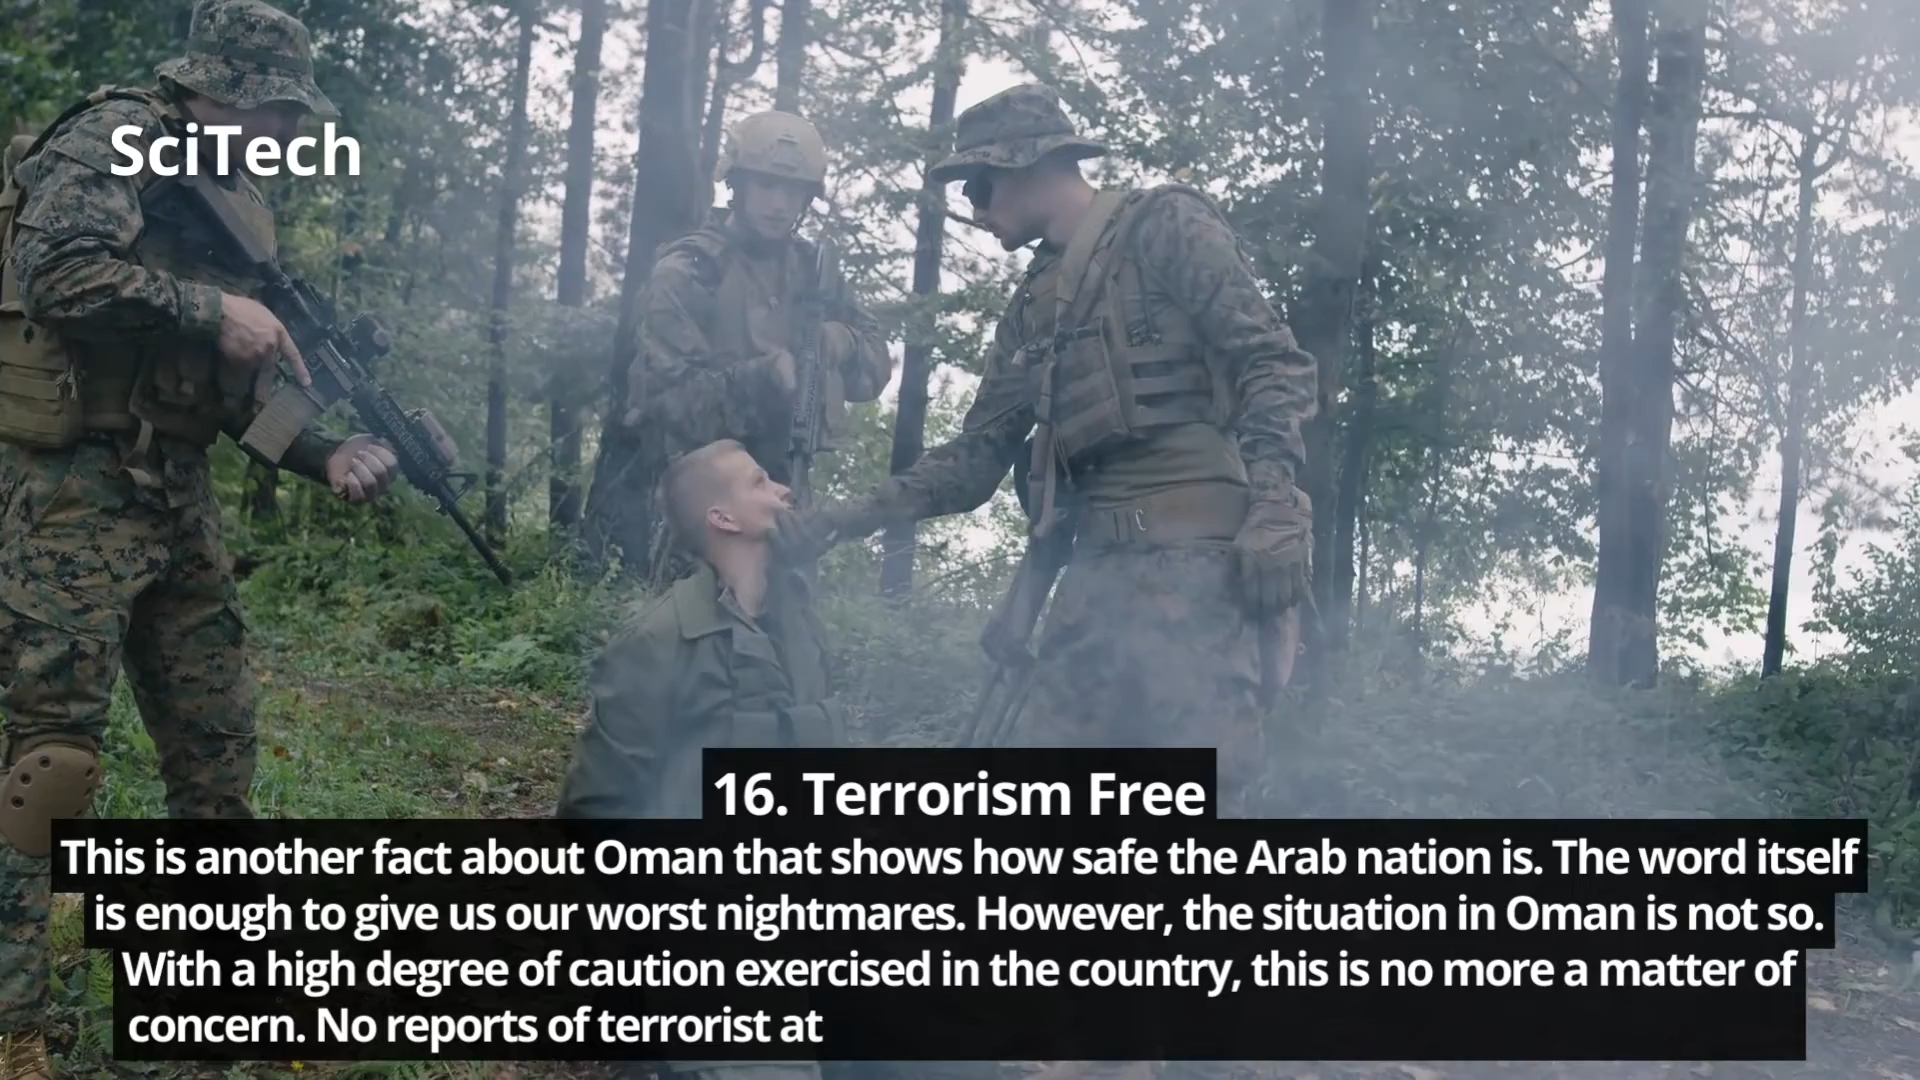 SciTech
16. Terrorism Free
This is another fact about Oman that shows how safe the Arab nation is. The word itself
is enough to give us our worst nightmares. However, the situation in Oman is not so.
With a high degree of caution exercised in the country, this is no more a matter of
concern. No reports of terrorist at